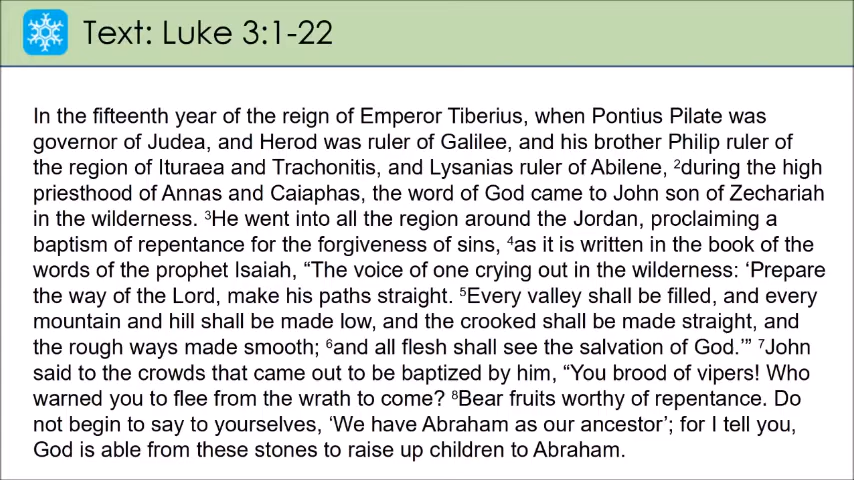 Text: Luke 3:1-22
In the fifteenth year of the reign of Emperor Tiberius, when Pontius Pilate was
governor of Judea, and Herod was ruler of Galilee, and his brother Philip ruler of
the region of Ituraea and Trachonitis, and Lysanias ruler of Abilene, ²during the high
priesthood of Annas and Caiaphas, the word of God came to John son of Zechariah
in the wilderness. ³He went into all the region around the Jordan, proclaiming a
baptism of repentance for the forgiveness of sins, ⁴as it is written in the book of the
words of the prophet Isaiah, “The voice of one crying out in the wilderness: ‘Prepare
the way of the Lord, make his paths straight. ⁵Every valley shall be filled, and every
mountain and hill shall be made low, and the crooked shall be made straight, and
the rough ways made smooth; ⁶and all flesh shall see the salvation of God.’” ⁷John
said to the crowds that came out to be baptized by him, “You brood of vipers! Who
warned you to flee from the wrath to come? ⁸Bear fruits worthy of repentance. Do
not begin to say to yourselves, ‘We have Abraham as our ancestor’; for I tell you,
God is able from these stones to raise up children to Abraham.